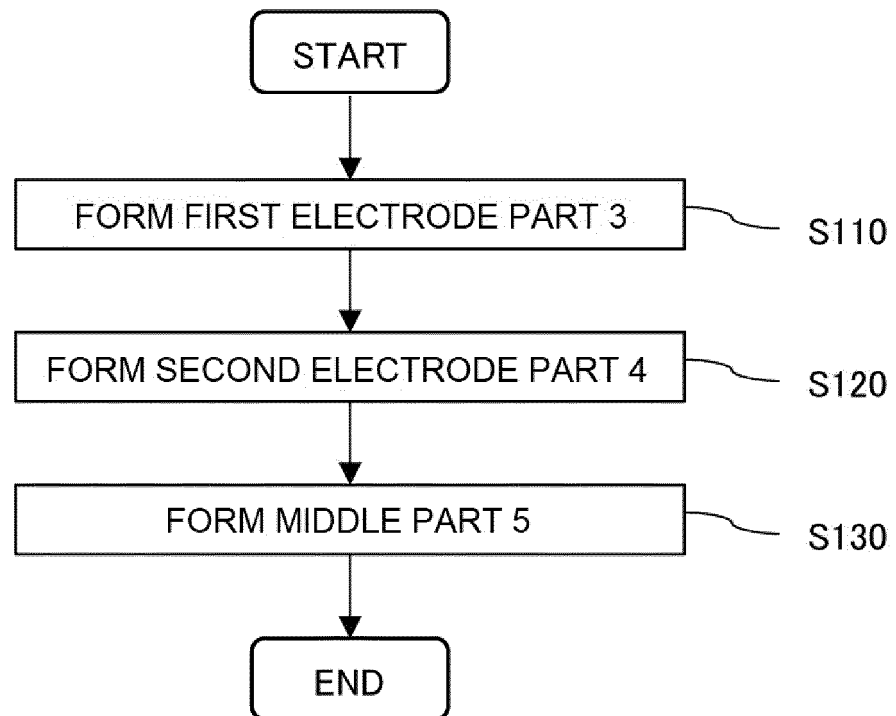 START
FORM FIRST ELECTRODE PART 3
S110
FORM SECOND ELECTRODE PART 4
S120
FORM MIDDLE PART 5
S130
END